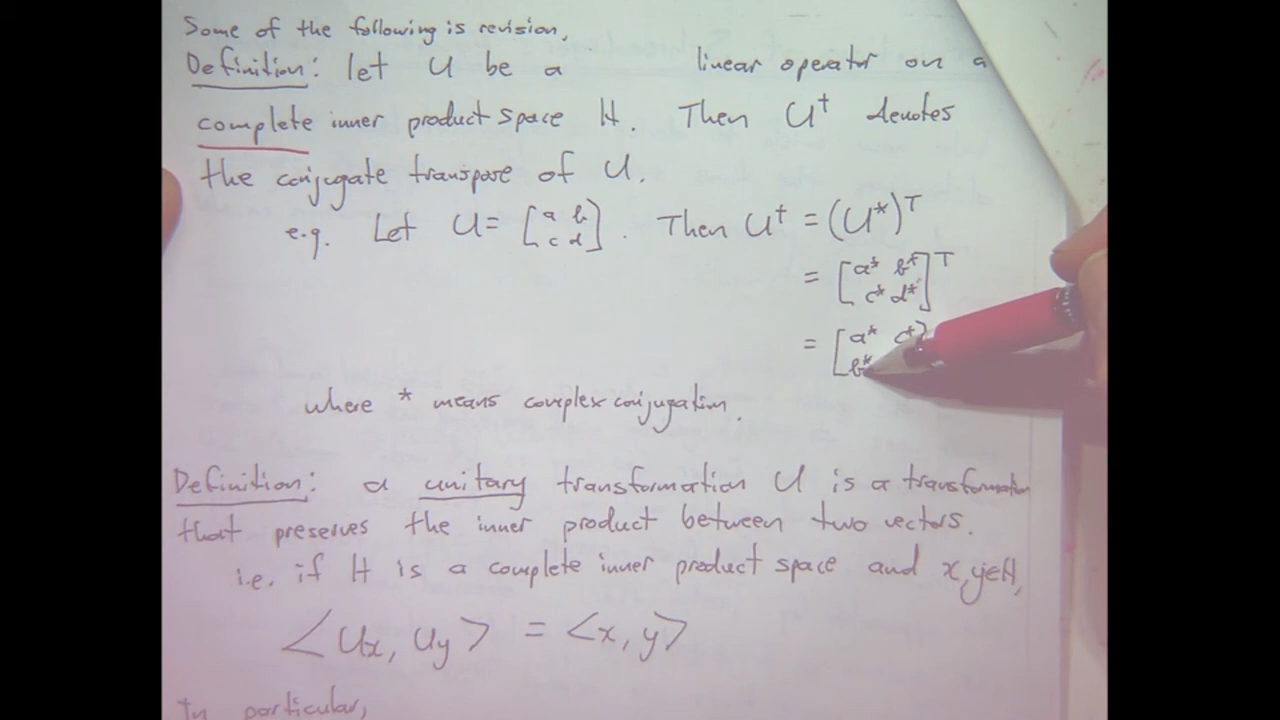 Some of the following is revision.
Definition: let U be a linear operator on a
complete inner product space H. Then U† denotes
the conjugate transpose of U.
e.g. Let U = [a b
c d]. Then U† = (U*)ᵀ
= [a* b*
c* d*]ᵀ
= [a* c*]
[b*
where * means complex conjugation.
Definition: a unitary transformation U is a transformation
that preserves the inner product between two vectors.
i.e. if H is a complete inner product space and x,y∈H,
<Ux, Uy> = <x, y>
In particular,